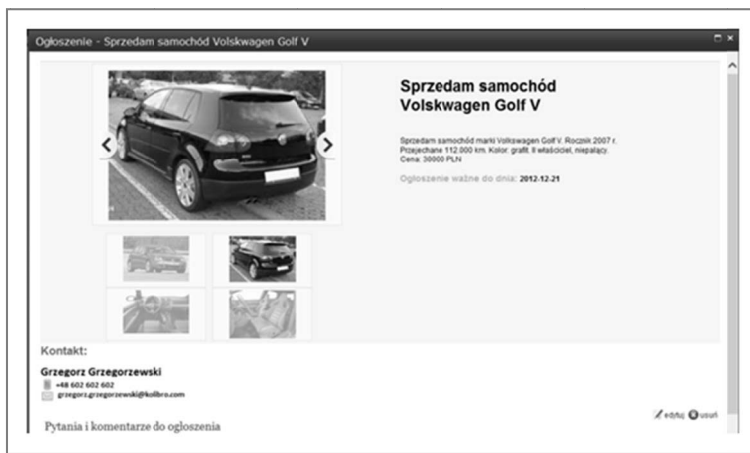 Ogłoszenie - Sprzedam samochód Volskwagen Golf V
Sprzedam samochód
Volskwagen Golf V
Sprzedam samochód marki Volkswagen Golf V. Rocznik 2007 r.
Przejechane 112.000 km. Kolor: grafit. II właściciel, niepalący.
Cena: 30000 PLN
Ogłoszenie ważne do dnia: 2012-12-21
Kontakt:
Grzegorz Grzegorzewski
+48 602 602 602
grzegorz.grzegorzewski@kolibro.com
edytuj usuń
Pytania i komentarze do ogłoszenia